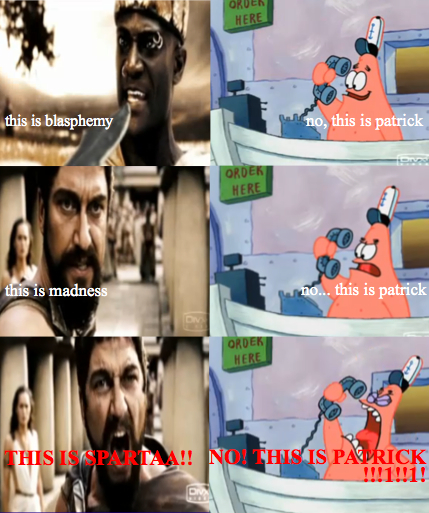 ORDER
HERE
this is blasphemy
no, this is patrick
ORDER
HERE
this is madness
no... this is patrick
ORDER
HERE
THIS IS SPARTAA!!
NO! THIS IS PATRICK
!!!1!!1!